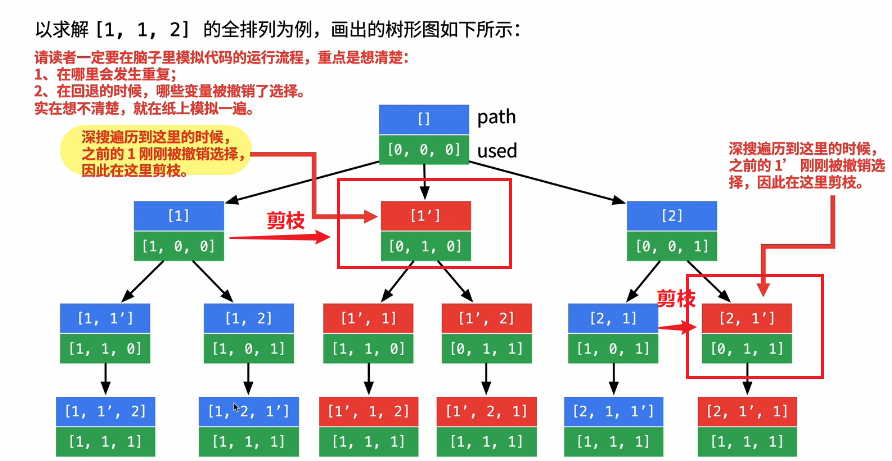 以求解 [1, 1, 2] 的全排列为例，画出的树形图如下所示：
请读者一定要在脑子里模拟代码的运行流程，重点是想清楚：
1、在哪里会发生重复；
2、在回退的时候，哪些变量被撤销了选择。
实在想不清楚，就在纸上模拟一遍。
[] path
[0, 0, 0] used
深搜遍历到这里的时候，
之前的 1 刚刚被撤销选择，
因此在这里剪枝。
深搜遍历到这里的时候，
之前的 1’ 刚刚被撤销选
择，因此在这里剪枝。
[1] 剪枝 [1’] [2]
[1, 0, 0] [0, 1, 0] [0, 0, 1]
剪枝
[1, 1’] [1, 2] [1’, 1] [1’, 2] [2, 1] [2, 1’]
[1, 1, 0] [1, 0, 1] [1, 1, 0] [0, 1, 1] [1, 0, 1] [0, 1, 1]
[1, 1’, 2] [1, 2, 1’] [1’, 1, 2] [1’, 2, 1] [2, 1, 1’] [2, 1’, 1]
[1, 1, 1] [1, 1, 1] [1, 1, 1] [1, 1, 1] [1, 1, 1] [1, 1, 1]